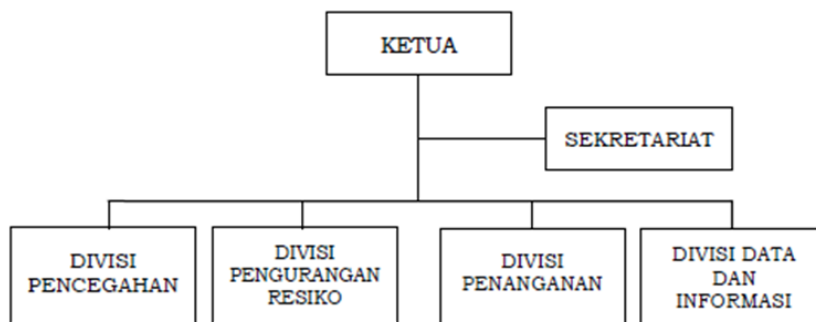 KETUA
SEKRETARIAT
DIVISI
PENCEGAHAN
DIVISI
PENGURANGAN
RESIKO
DIVISI
PENANGANAN
DIVISI DATA
DAN
INFORMASI